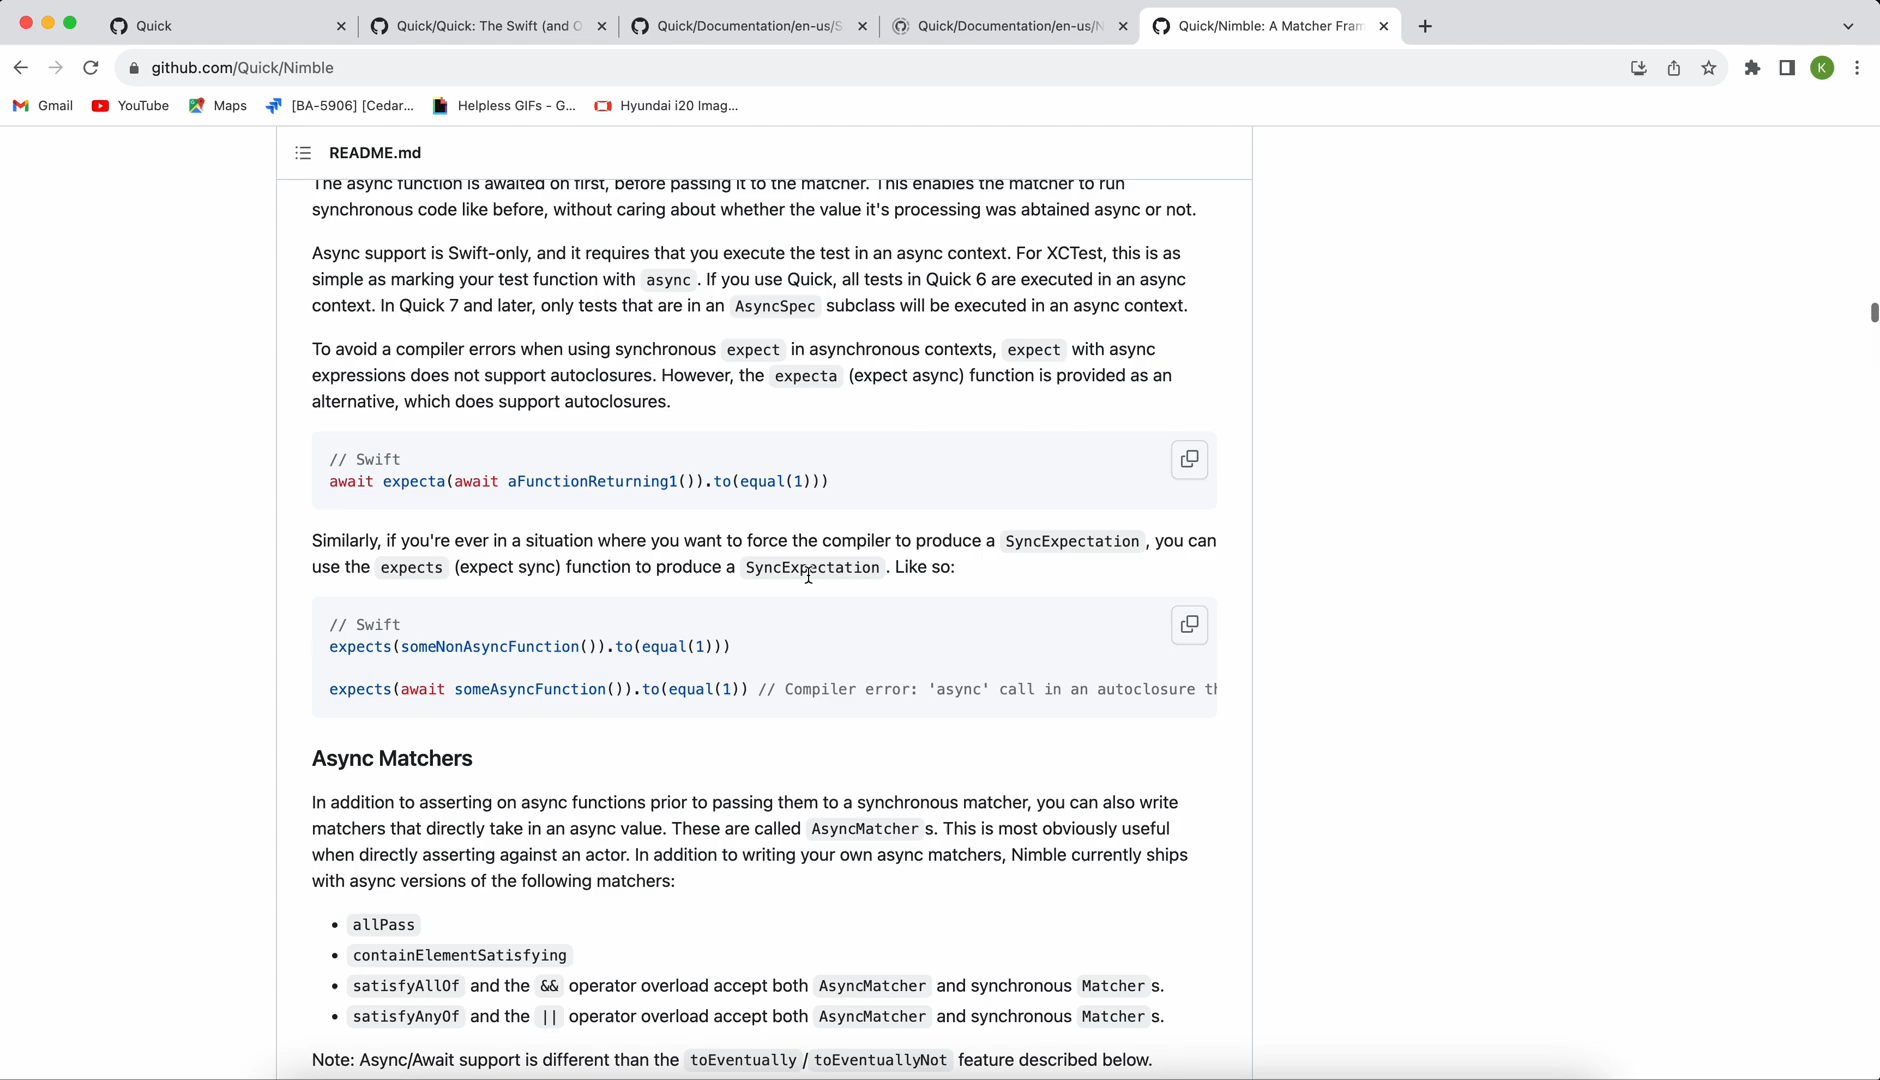 Quick
Quick/Quick: The Swift (and O
Quick/Documentation/en-us/S
Quick/Documentation/en-us/N
Quick/Nimble: A Matcher Fram
github.com/Quick/Nimble
K
Gmail
YouTube
Maps
[BA-5906] [Cedar...
Helpless GIFs - G...
Hyundai i20 Imag...
README.md
The async function is awaited on first, before passing it to the matcher. This enables the matcher to run
synchronous code like before, without caring about whether the value it's processing was abtained async or not.
Async support is Swift-only, and it requires that you execute the test in an async context. For XCTest, this is as
simple as marking your test function with async . If you use Quick, all tests in Quick 6 are executed in an async
context. In Quick 7 and later, only tests that are in an AsyncSpec subclass will be executed in an async context.
To avoid a compiler errors when using synchronous expect in asynchronous contexts, expect with async
expressions does not support autoclosures. However, the expecta (expect async) function is provided as an
alternative, which does support autoclosures.
// Swift
await expecta(await aFunctionReturning1()).to(equal(1)))
Similarly, if you're ever in a situation where you want to force the compiler to produce a SyncExpectation , you can
use the expects (expect sync) function to produce a SyncExpectation . Like so:
// Swift
expects(someNonAsyncFunction()).to(equal(1)))
expects(await someAsyncFunction()).to(equal(1)) // Compiler error: 'async' call in an autoclosure th
Async Matchers
In addition to asserting on async functions prior to passing them to a synchronous matcher, you can also write
matchers that directly take in an async value. These are called AsyncMatcher s. This is most obviously useful
when directly asserting against an actor. In addition to writing your own async matchers, Nimble currently ships
with async versions of the following matchers:
• allPass
• containElementSatisfying
• satisfyAllOf and the && operator overload accept both AsyncMatcher and synchronous Matcher s.
• satisfyAnyOf and the || operator overload accept both AsyncMatcher and synchronous Matcher s.
Note: Async/Await support is different than the toEventually / toEventuallyNot feature described below.